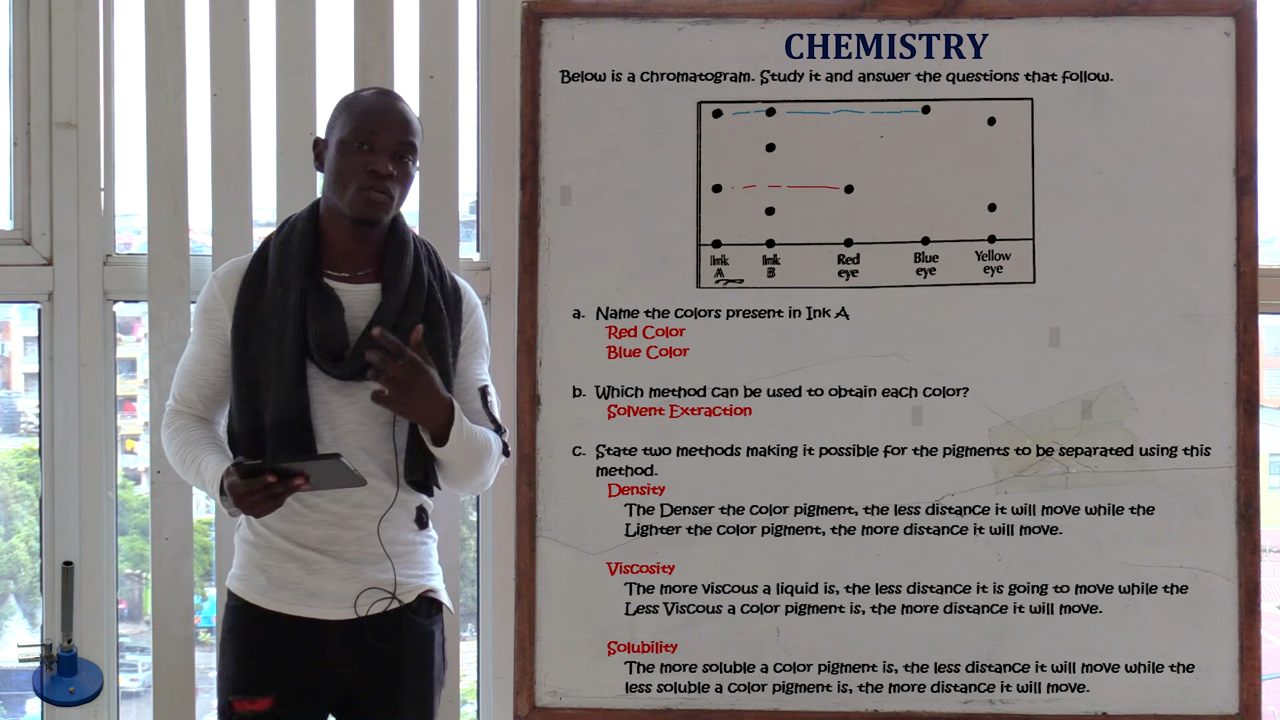 CHEMISTRY
Below is a chromatogram. Study it and answer the questions that follow.
Ink A
Ink B
Red eye
Blue eye
Yellow eye
a. Name the colors present in Ink A
Red Color
Blue Color
b. Which method can be used to obtain each color?
Solvent Extraction
c. State two methods making it possible for the pigments to be separated using this
method.
Density
The Denser the color pigment, the less distance it will move while the
Lighter the color pigment, the more distance it will move.
Viscosity
The more viscous a liquid is, the less distance it is going to move while the
Less Viscous a color pigment is, the more distance it will move.
Solubility
The more soluble a color pigment is, the less distance it will move while the
less soluble a color pigment is, the more distance it will move.